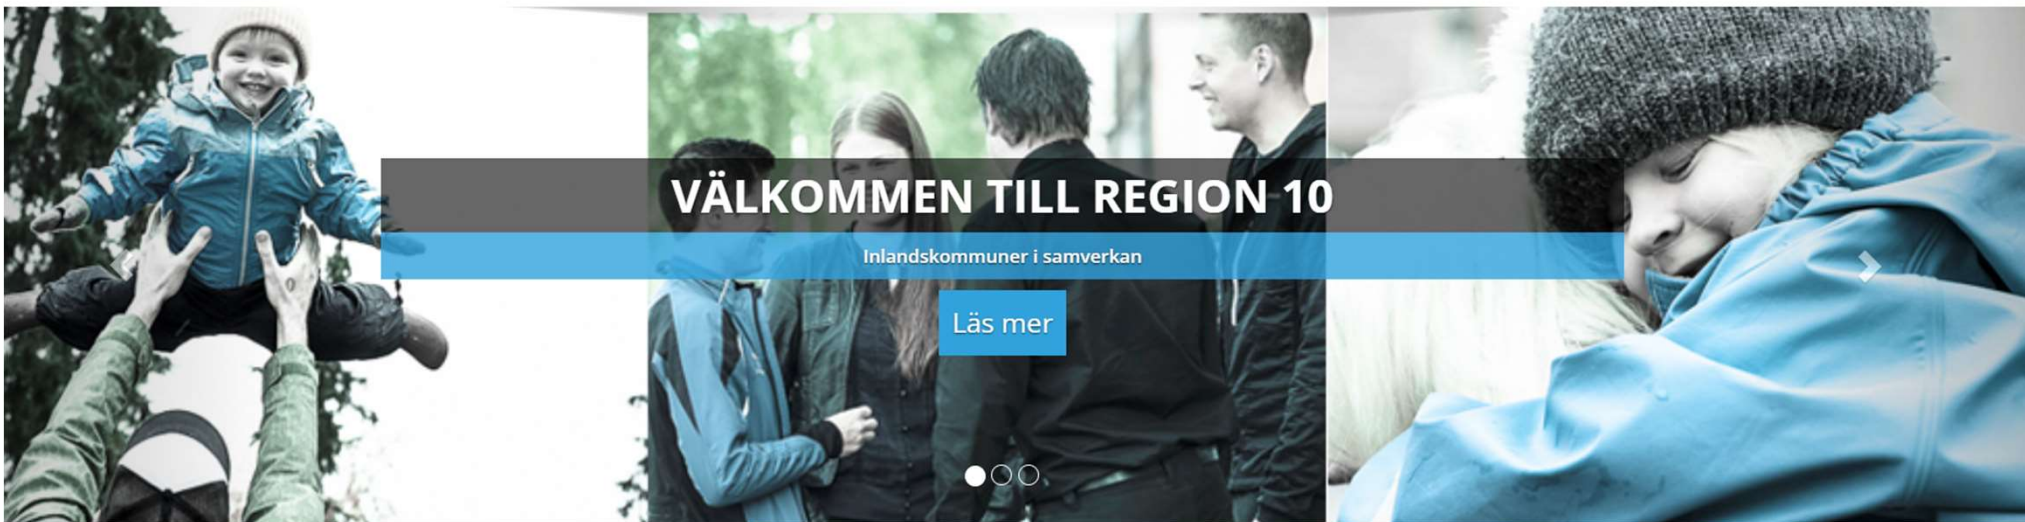 VÄLKOMMEN TILL REGION 10
Inlandskommuner i samverkan
Läs mer